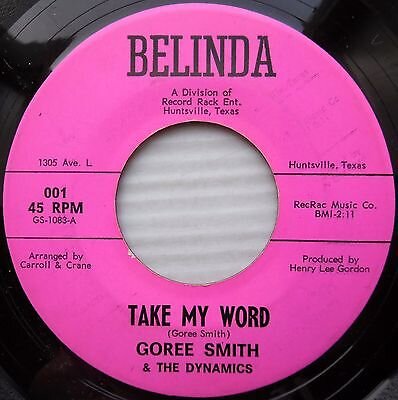 BELINDA
A Division of
Record Rack Ent.
Huntsville, Texas
1305 Ave. L
Huntsville, Texas
001
45 RPM
GS-1083-A
RecRac Music Co.
BMI-2:11
Arranged by
Carroll & Crane
Produced by
Henry Lee Gordon
TAKE MY WORD
(Goree Smith)
GOREE SMITH
& THE DYNAMICS